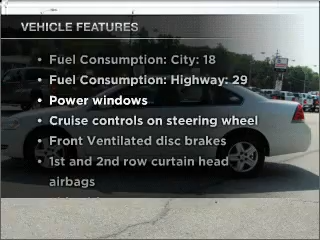 VEHICLE FEATURES
• Fuel Consumption: City: 18
• Fuel Consumption: Highway: 29
• Power windows
• Cruise controls on steering wheel
• Front Ventilated disc brakes
• 1st and 2nd row curtain head
airbags